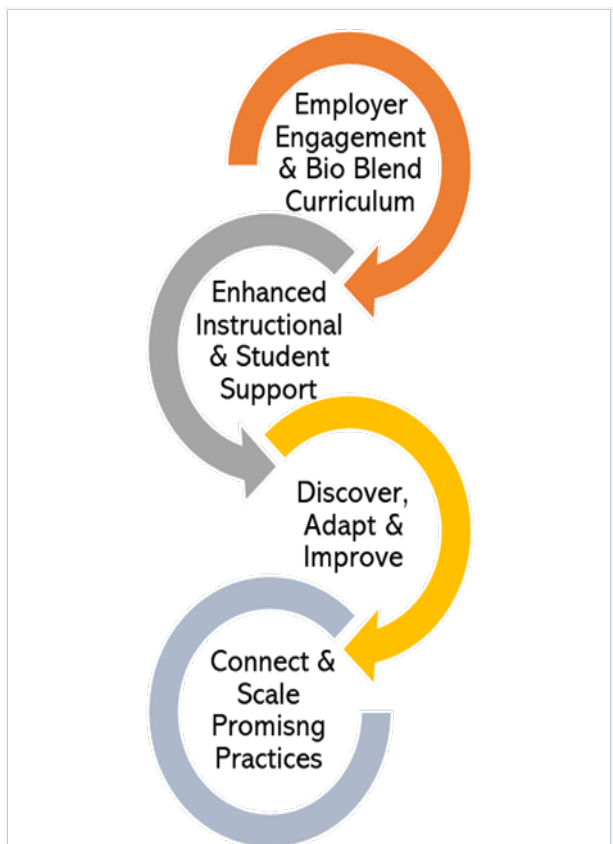 Employer
Engagement
& Bio Blend
Curriculum
Enhanced
Instructional
& Student
Support
Discover,
Adapt &
Improve
Connect &
Scale
Promisng
Practices